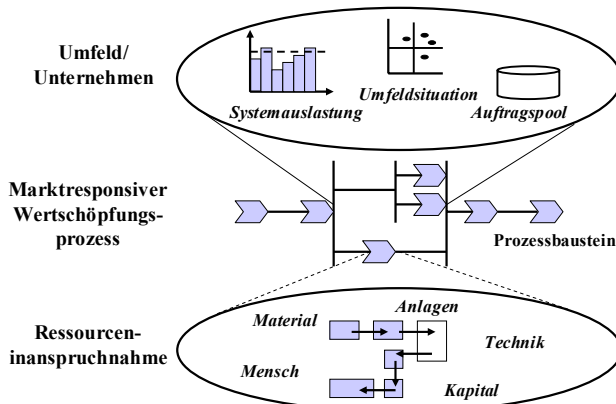 Umfeld/
Unternehmen
Systemauslastung
Umfeldsituation
Auftragspool
Marktresponsiver
Wertschöpfungs-
prozess
Prozessbaustein
Ressourcen-
inanspruchnahme
Material
Anlagen
Technik
Mensch
Kapital